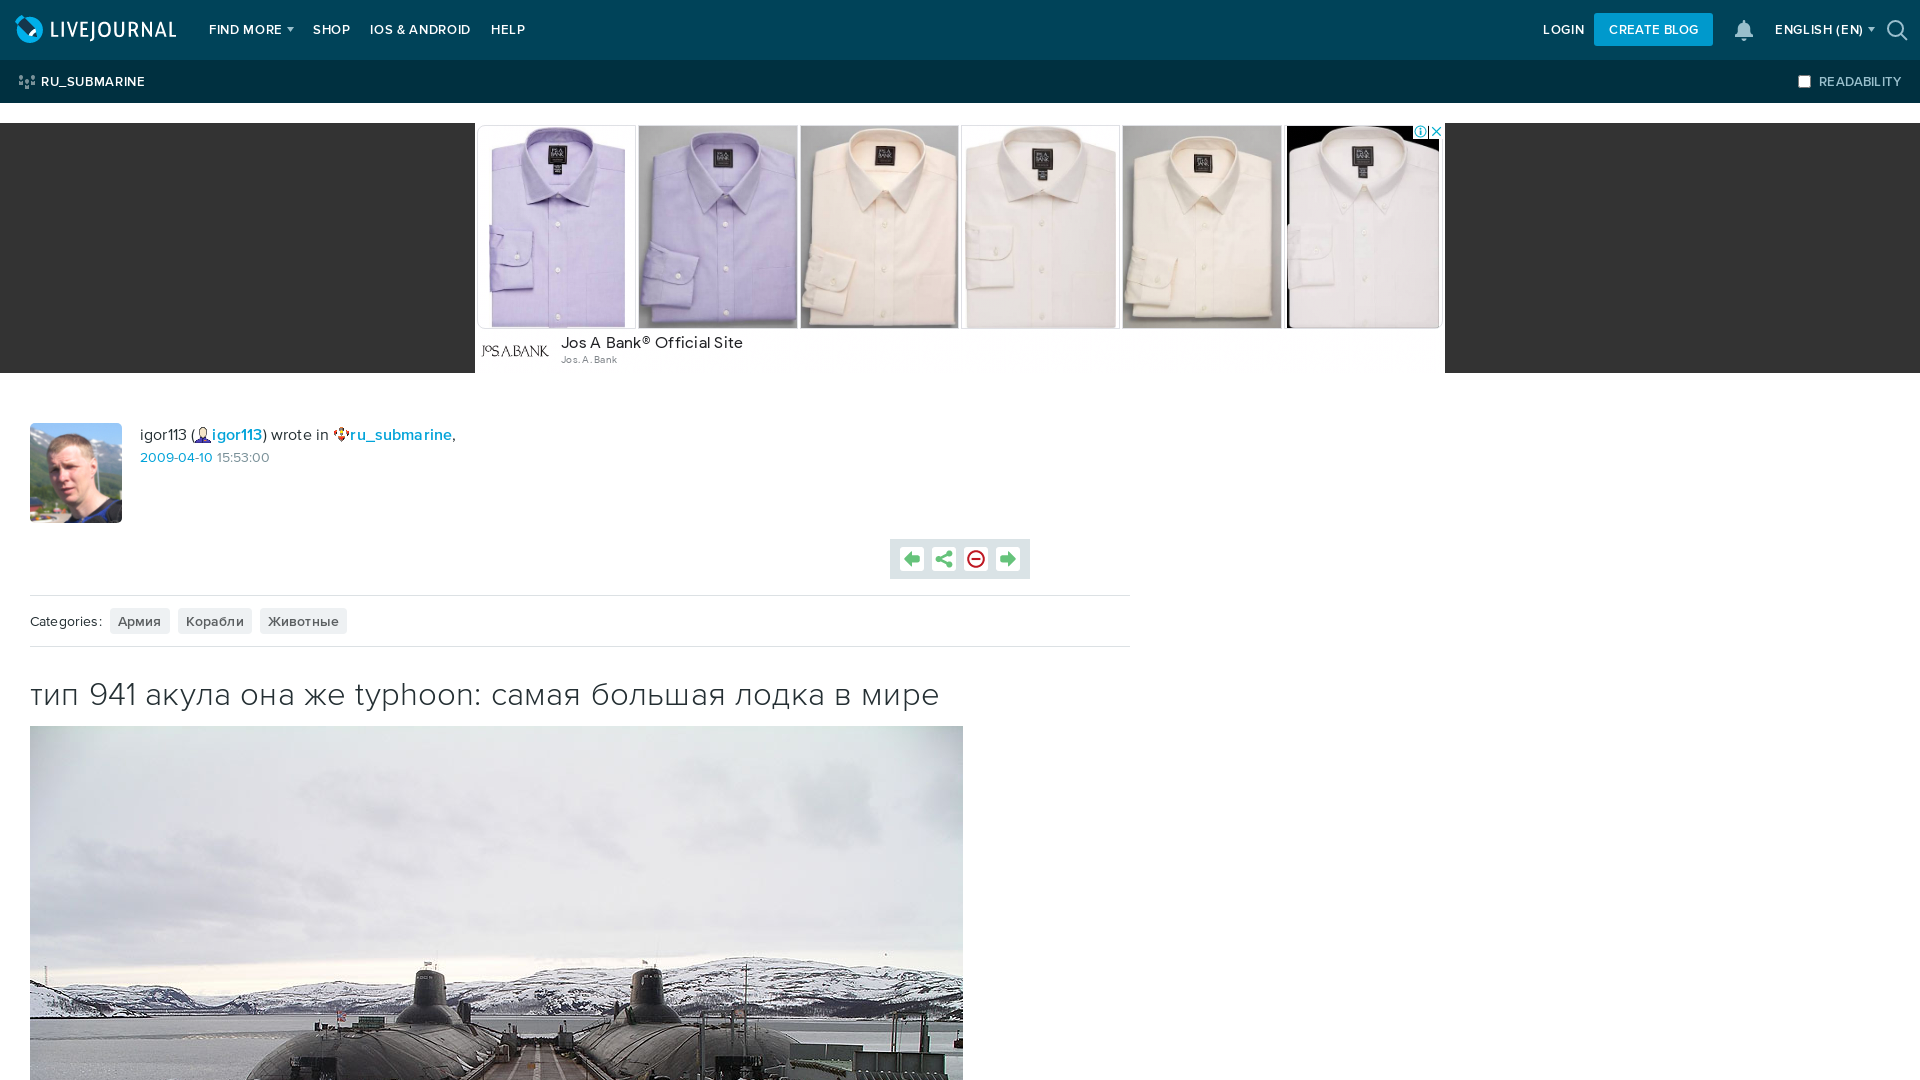 LIVEJOURNAL
FIND MORE
SHOP
IOS & ANDROID
HELP
LOGIN
CREATE BLOG
ENGLISH (EN)
RU_SUBMARINE
READABILITY
JOS. A. BANK
Jos A Bank® Official Site
Jos. A. Bank
igor113 (igor113) wrote in ru_submarine,
2009-04-10 15:53:00
Categories: Армия Корабли Животные
тип 941 акула она же typhoon: самая большая лодка в мире